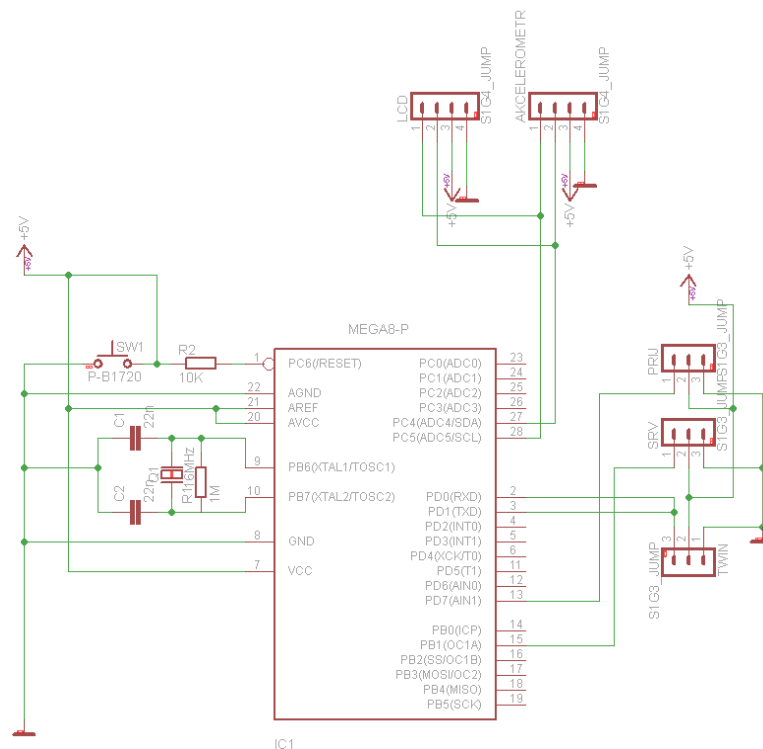 LCD
1
2
3
4
S1G4_JUMP
+5V
+5V
AKCELEROMETR
1
2
3
4
S1G4_JUMP
+5V
+5V
+5V
+5V
+5V
+5V
MEGA8-P
SW1
P-B1720
R2
10K
C1
22n
C2
22n
Q1
16MHz
R1
1M
1 PC6(/RESET)
22 AGND
21 AREF
20 AVCC
9 PB6(XTAL1/TOSC1)
10 PB7(XTAL2/TOSC2)
8 GND
7 VCC
PC0(ADC0) 23
PC1(ADC1) 24
PC2(ADC2) 25
PC3(ADC3) 26
PC4(ADC4/SDA) 27
PC5(ADC5/SCL) 28
PD0(RXD) 2
PD1(TXD) 3
PD2(INT0) 4
PD3(INT1) 5
PD4(XCK/T0) 6
PD5(T1) 11
PD6(AIN0) 12
PD7(AIN1) 13
PB0(ICP) 14
PB1(OC1A) 15
PB2(SS/OC1B) 16
PB3(MOSI/OC2) 17
PB4(MISO) 18
PB5(SCK) 19
IC1
PRIJ
1
2
3
S1G3_JUMP
SRV
1
2
3
S1G3_JUMP
3
2
1
S1G3_JUMP
TWIN